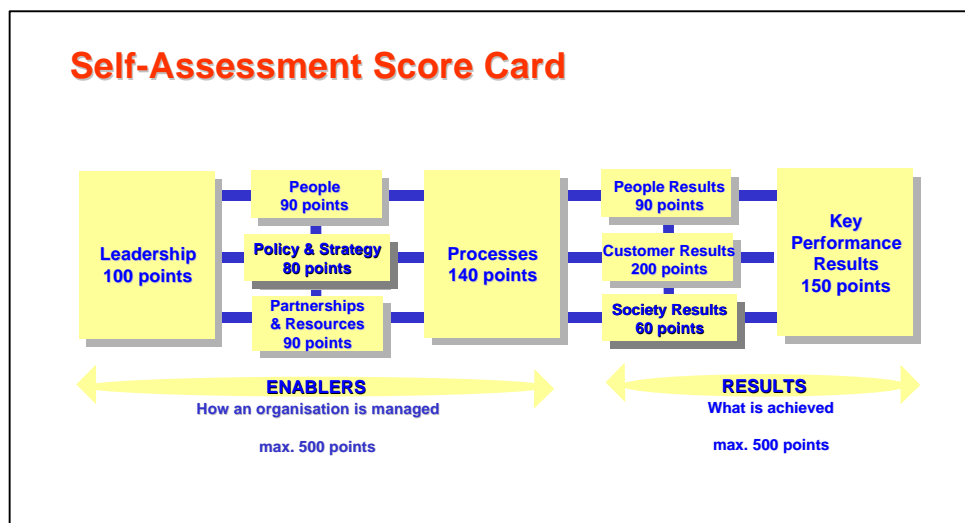 Self-Assessment Score Card
Leadership
100 points
People
90 points
Policy & Strategy
80 points
Partnerships
& Resources
90 points
Processes
140 points
People Results
90 points
Customer Results
200 points
Society Results
60 points
Key
Performance
Results
150 points
ENABLERS
How an organisation is managed
max. 500 points
RESULTS
What is achieved
max. 500 points